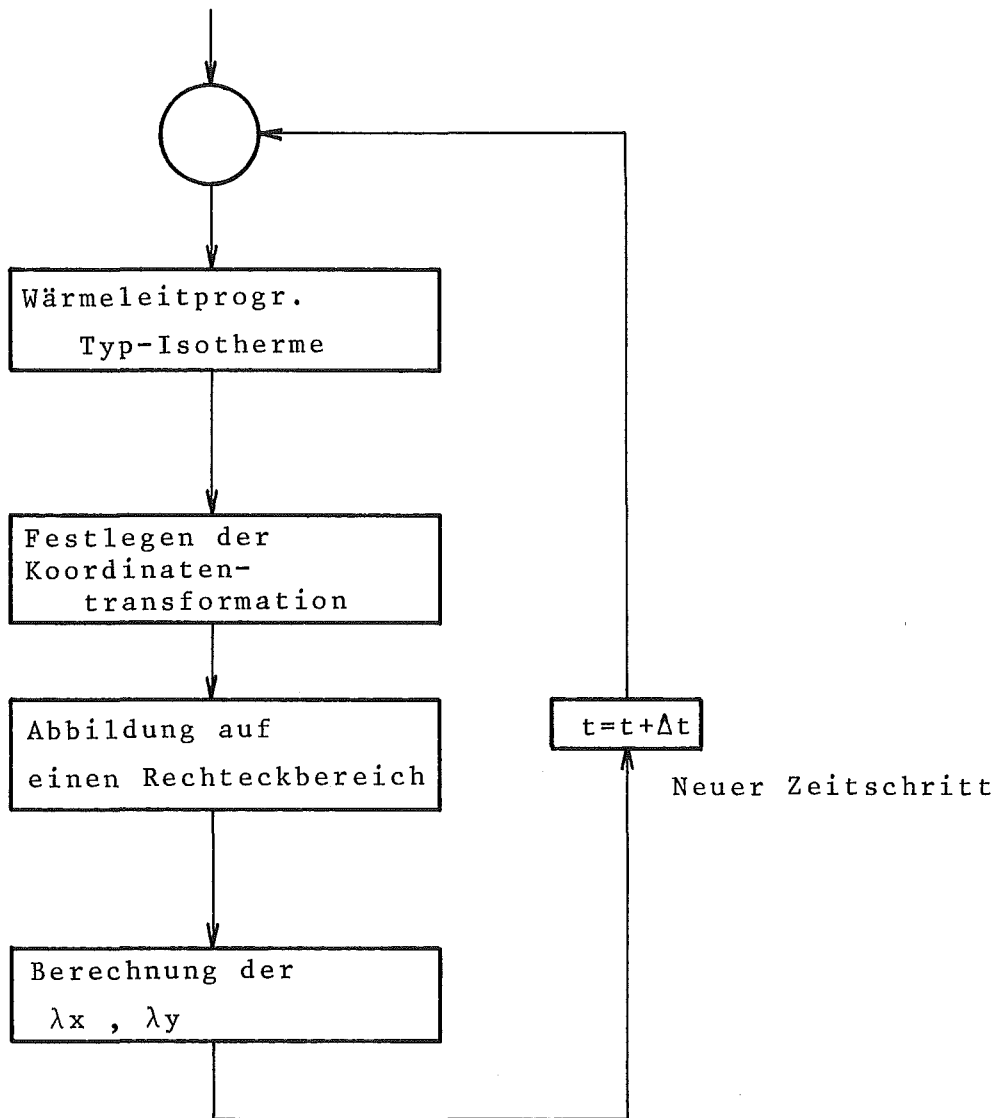 Wärmeleitprogr.
Typ-Isotherme
Festlegen der
Koordinaten-
transformation
Abbildung auf
einen Rechteckbereich
t=t+Δt
Neuer Zeitschritt
Berechnung der
λx , λy